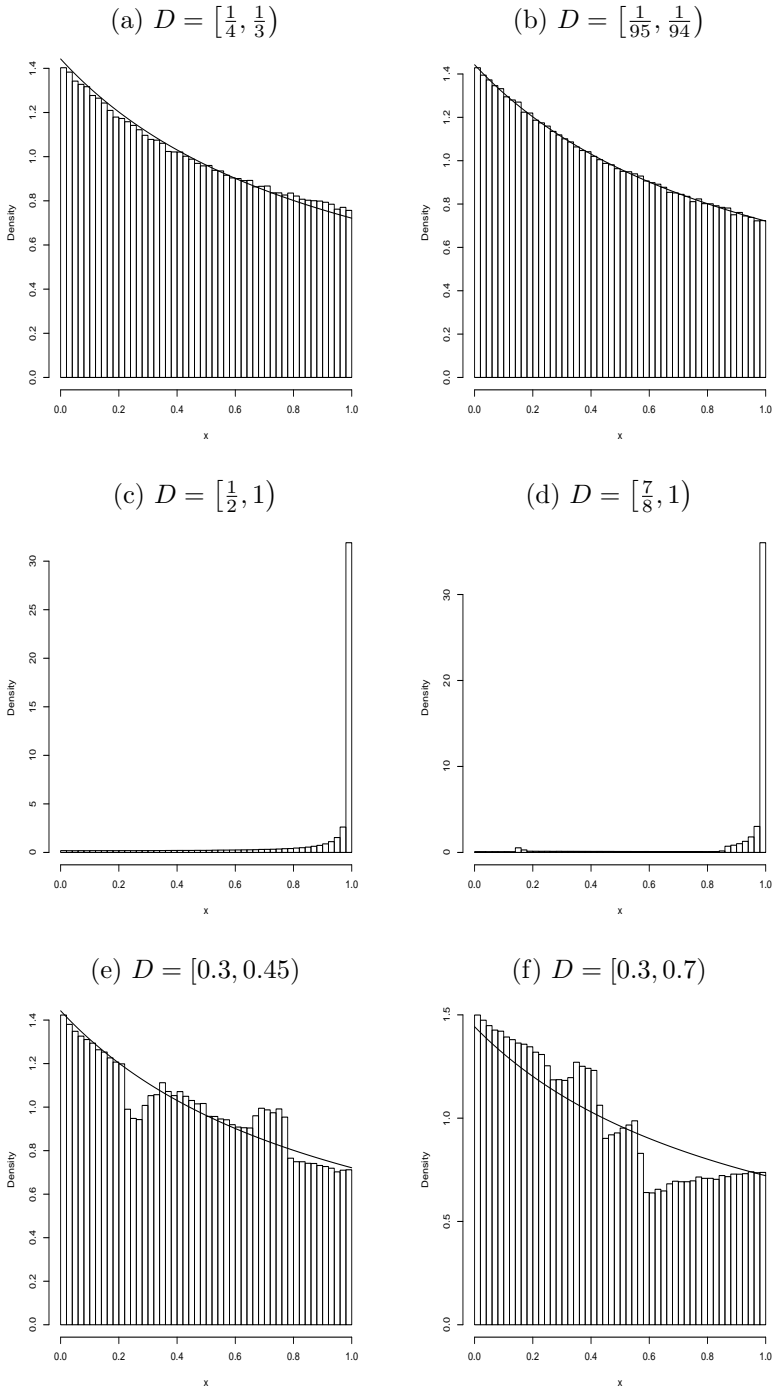 (a) D = [1/4, 1/3)
Density
0.0 0.2 0.4 0.6 0.8 1.0 1.2 1.4
0.0 0.2 0.4 0.6 0.8 1.0
x
(b) D = [1/95, 1/94)
Density
0.0 0.2 0.4 0.6 0.8 1.0 1.2 1.4
0.0 0.2 0.4 0.6 0.8 1.0
x
(c) D = [1/2, 1)
Density
0 5 10 15 20 25 30
0.0 0.2 0.4 0.6 0.8 1.0
x
(d) D = [7/8, 1)
Density
0 10 20 30
0.0 0.2 0.4 0.6 0.8 1.0
x
(e) D = [0.3, 0.45)
Density
0.0 0.2 0.4 0.6 0.8 1.0 1.2 1.4
0.0 0.2 0.4 0.6 0.8 1.0
x
(f) D = [0.3, 0.7)
Density
0.0 0.5 1.0 1.5
0.0 0.2 0.4 0.6 0.8 1.0
x